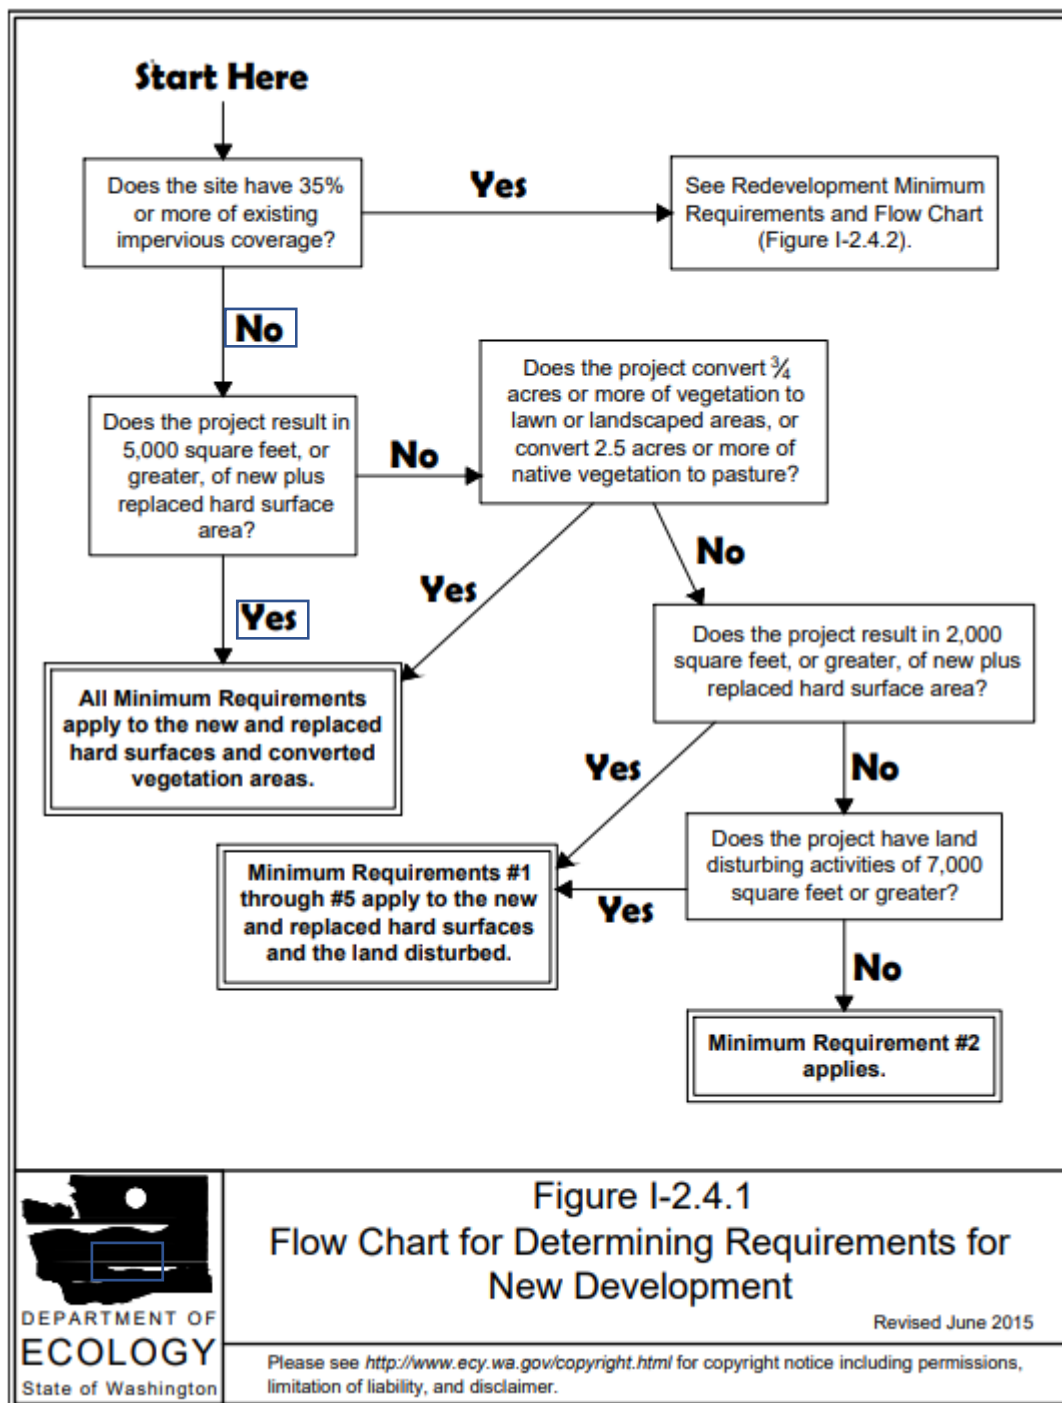 Start Here
Does the site have 35%
or more of existing
impervious coverage?
Yes
See Redevelopment Minimum
Requirements and Flow Chart
(Figure I-2.4.2).
No
Does the project result in
5,000 square feet, or
greater, of new plus
replaced hard surface
area?
No
Does the project convert ¾
acres or more of vegetation to
lawn or landscaped areas, or
convert 2.5 acres or more of
native vegetation to pasture?
Yes
Yes
No
All Minimum Requirements
apply to the new and replaced
hard surfaces and converted
vegetation areas.
Does the project result in 2,000
square feet, or greater, of new plus
replaced hard surface area?
Yes
No
Minimum Requirements #1
through #5 apply to the new
and replaced hard surfaces
and the land disturbed.
Yes
Does the project have land
disturbing activities of 7,000
square feet or greater?
No
Minimum Requirement #2
applies.
DEPARTMENT OF
ECOLOGY
State of Washington
Figure I-2.4.1
Flow Chart for Determining Requirements for
New Development
Revised June 2015
Please see http://www.ecy.wa.gov/copyright.html for copyright notice including permissions,
limitation of liability, and disclaimer.